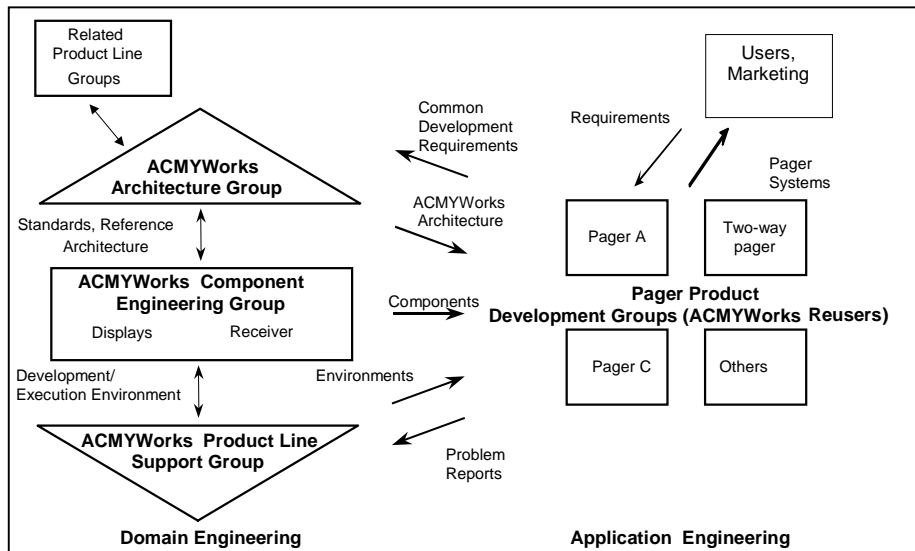 Related
Product Line
Groups
Users,
Marketing
Common
Development
Requirements
Requirements
ACMYWorks
Architecture Group
Pager
Systems
Standards, Reference
Architecture
ACMYWorks
Architecture
Pager A
Two-way
pager
ACMYWorks Component
Engineering Group
Displays
Receiver
Components
Pager Product
Development Groups (ACMYWorks Reusers)
Development/
Execution Environment
Environments
Pager C
Others
ACMYWorks Product Line
Support Group
Problem
Reports
Domain Engineering
Application Engineering